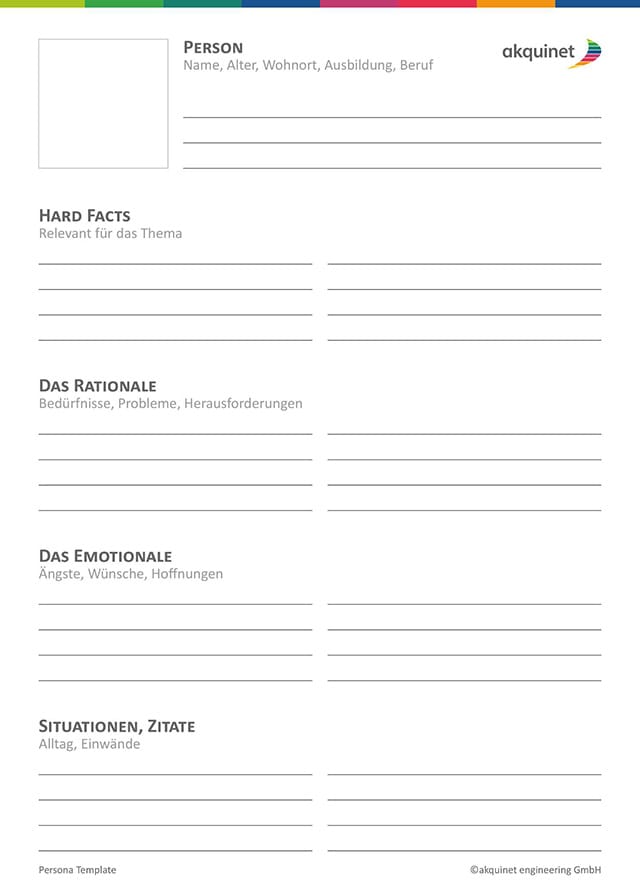 Person
Name, Alter, Wohnort, Ausbildung, Beruf
akquinet
Hard Facts
Relevant für das Thema
Das Rationale
Bedürfnisse, Probleme, Herausforderungen
Das Emotionale
Ängste, Wünsche, Hoffnungen
Situationen, Zitate
Alltag, Einwände
Persona Template
©akquinet engineering GmbH